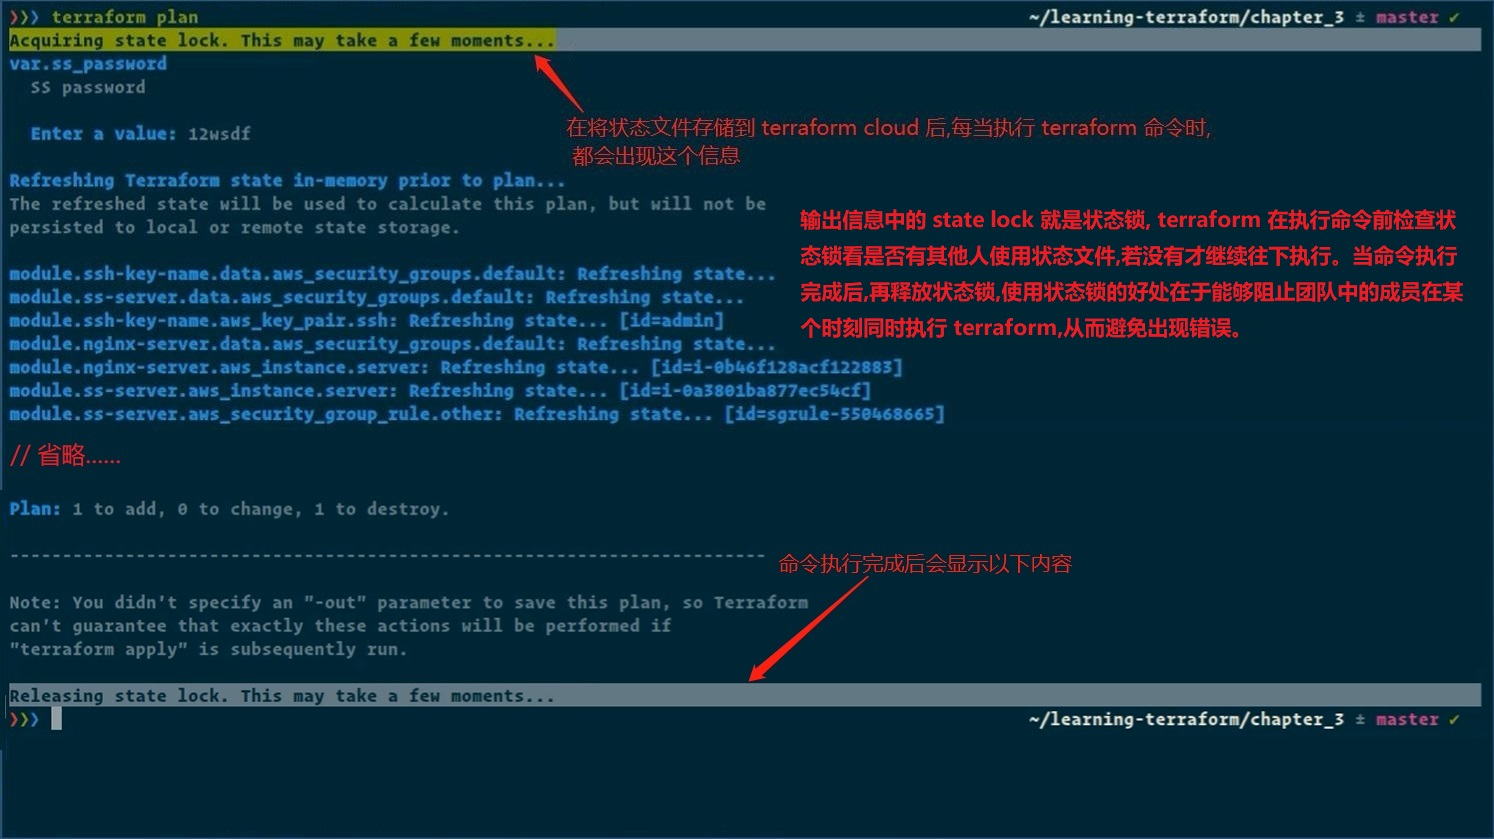 ❯❯❯ terraform plan ~/learning-terraform/chapter_3 ± master ✓
Acquiring state lock. This may take a few moments...
var.ss_password
SS password
在将状态文件存储到 terraform cloud 后,每当执行 terraform 命令时,
都会出现这个信息
Enter a value: 12wsdf
Refreshing Terraform state in-memory prior to plan...
The refreshed state will be used to calculate this plan, but will not be
persisted to local or remote state storage.
输出信息中的 state lock 就是状态锁, terraform 在执行命令前检查状
态锁看是否有其他人使用状态文件,若没有才继续往下执行。当命令执行
完成后,再释放状态锁,使用状态锁的好处在于能够阻止团队中的成员在某
个时刻同时执行 terraform,从而避免出现错误。
module.ssh-key-name.data.aws_security_groups.default: Refreshing state...
module.ss-server.data.aws_security_groups.default: Refreshing state...
module.ssh-key-name.aws_key_pair.ssh: Refreshing state... [id=admin]
module.nginx-server.data.aws_security_groups.default: Refreshing state...
module.nginx-server.aws_instance.server: Refreshing state... [id=i-0b46f128acf122883]
module.ss-server.aws_instance.server: Refreshing state... [id=i-0a3801ba877ec54cf]
module.ss-server.aws_security_group_rule.other: Refreshing state... [id=sgrule-550468665]
// 省略......
Plan: 1 to add, 0 to change, 1 to destroy.
------------------------------------------------------------------------
命令执行完成后会显示以下内容
Note: You didn't specify an "-out" parameter to save this plan, so Terraform
can't guarantee that exactly these actions will be performed if
"terraform apply" is subsequently run.
Releasing state lock. This may take a few moments...
❯❯❯ ~/learning-terraform/chapter_3 ± master ✓